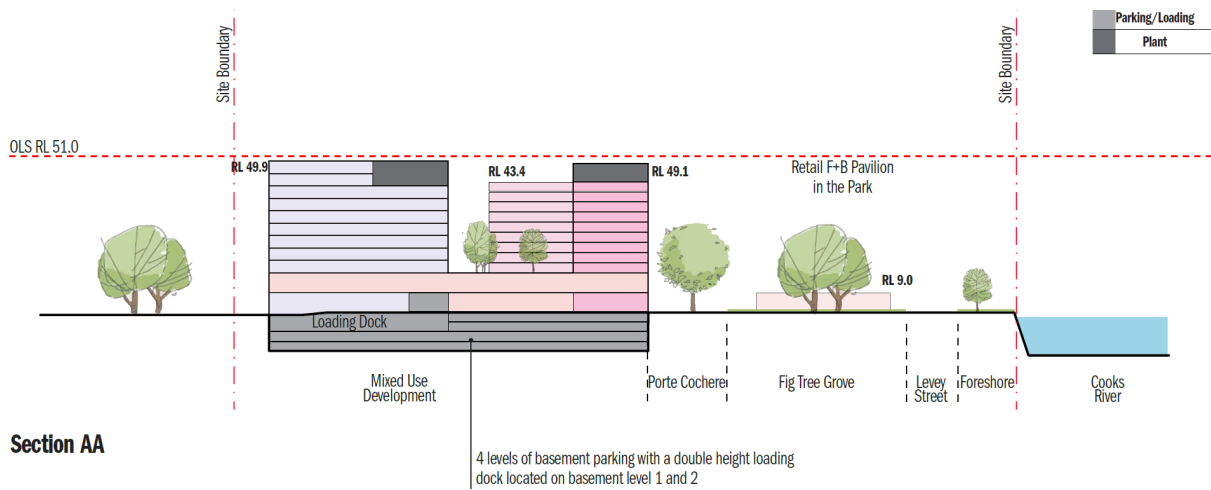 Parking/Loading
Plant
Site Boundary
Site Boundary
OLS RL 51.0
RL 49.9
RL 43.4
RL 49.1
Retail F+B Pavilion
in the Park
RL 9.0
Loading Dock
Mixed Use
Development
Porte Cochere
Fig Tree Grove
Levey
Street
Foreshore
Cooks
River
Section AA
4 levels of basement parking with a double height loading
dock located on basement level 1 and 2